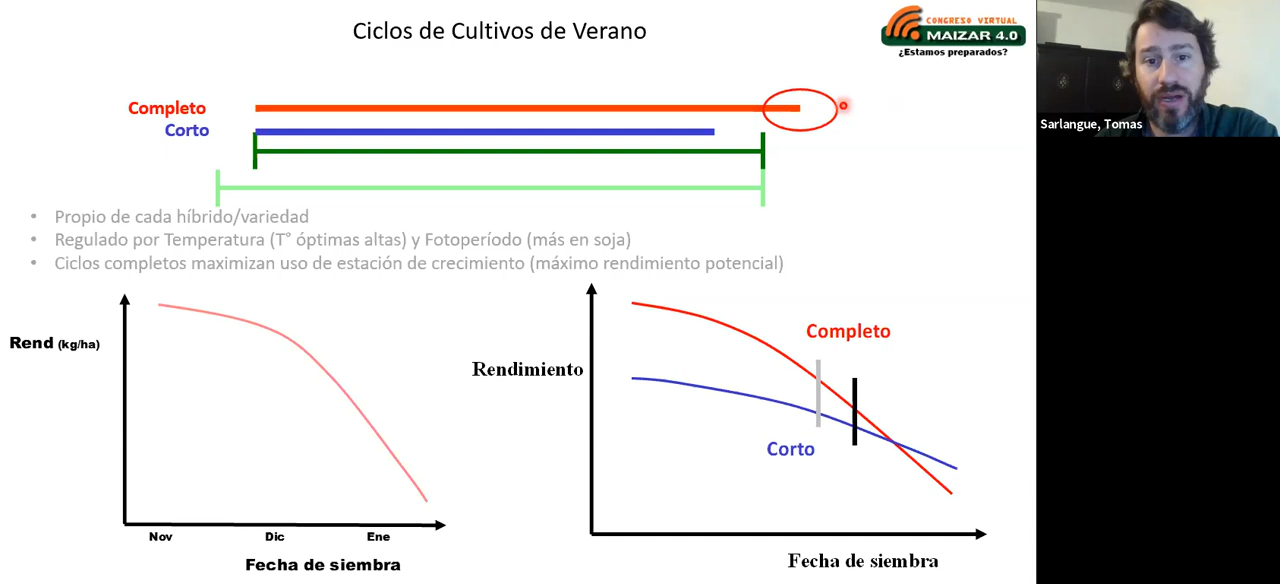 Ciclos de Cultivos de Verano
CONGRESO VIRTUAL
MAIZAR 4.0
¿Estamos preparados?
Sarlangue, Tomas
Completo
Corto
• Propio de cada híbrido/variedad
• Regulado por Temperatura (T° óptimas altas) y Fotoperíodo (más en soja)
• Ciclos completos maximizan uso de estación de crecimiento (máximo rendimiento potencial)
Rend (kg/ha)
Nov Dic Ene
Fecha de siembra
Rendimiento
Completo
Corto
Fecha de siembra